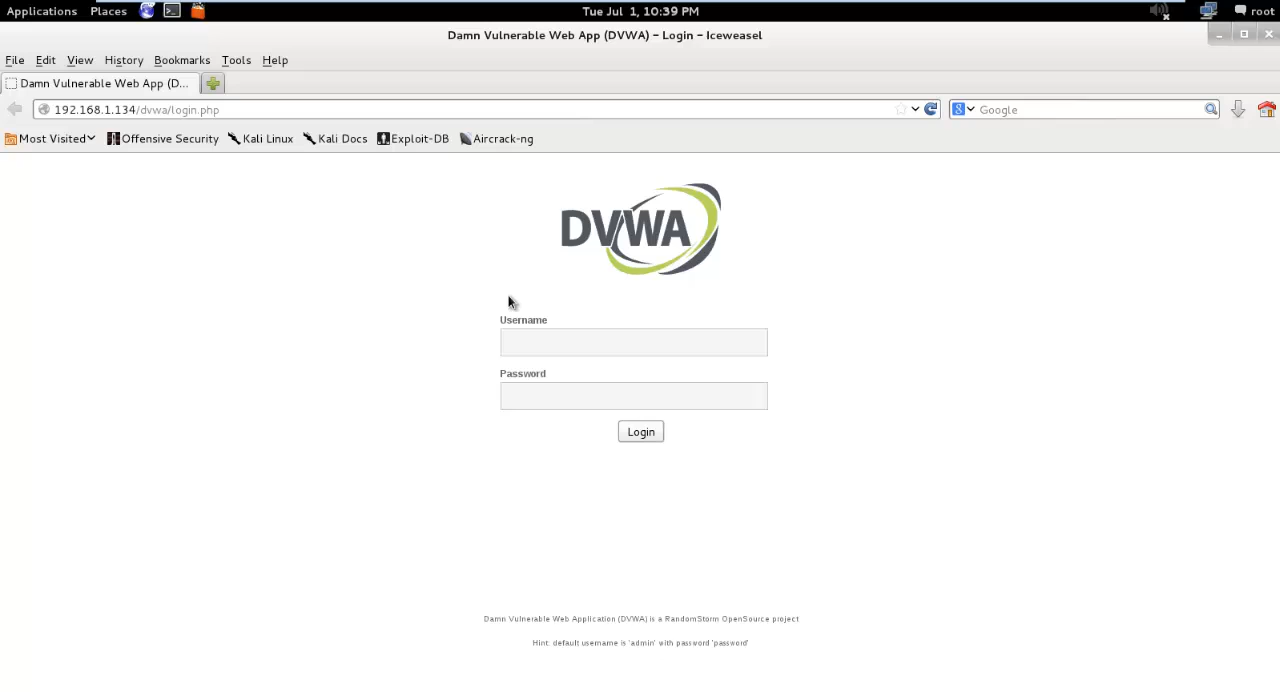 Applications Places Tue Jul 1, 10:39 PM root
Damn Vulnerable Web App (DVWA) - Login - Iceweasel
File Edit View History Bookmarks Tools Help
Damn Vulnerable Web App (D...
192.168.1.134/dvwa/login.php Google
Most Visited Offensive Security Kali Linux Kali Docs Exploit-DB Aircrack-ng
DVWA
Username
Password
Login
Damn Vulnerable Web Application (DVWA) is a RandomStorm OpenSource project
Hint: default username is 'admin' with password 'password'